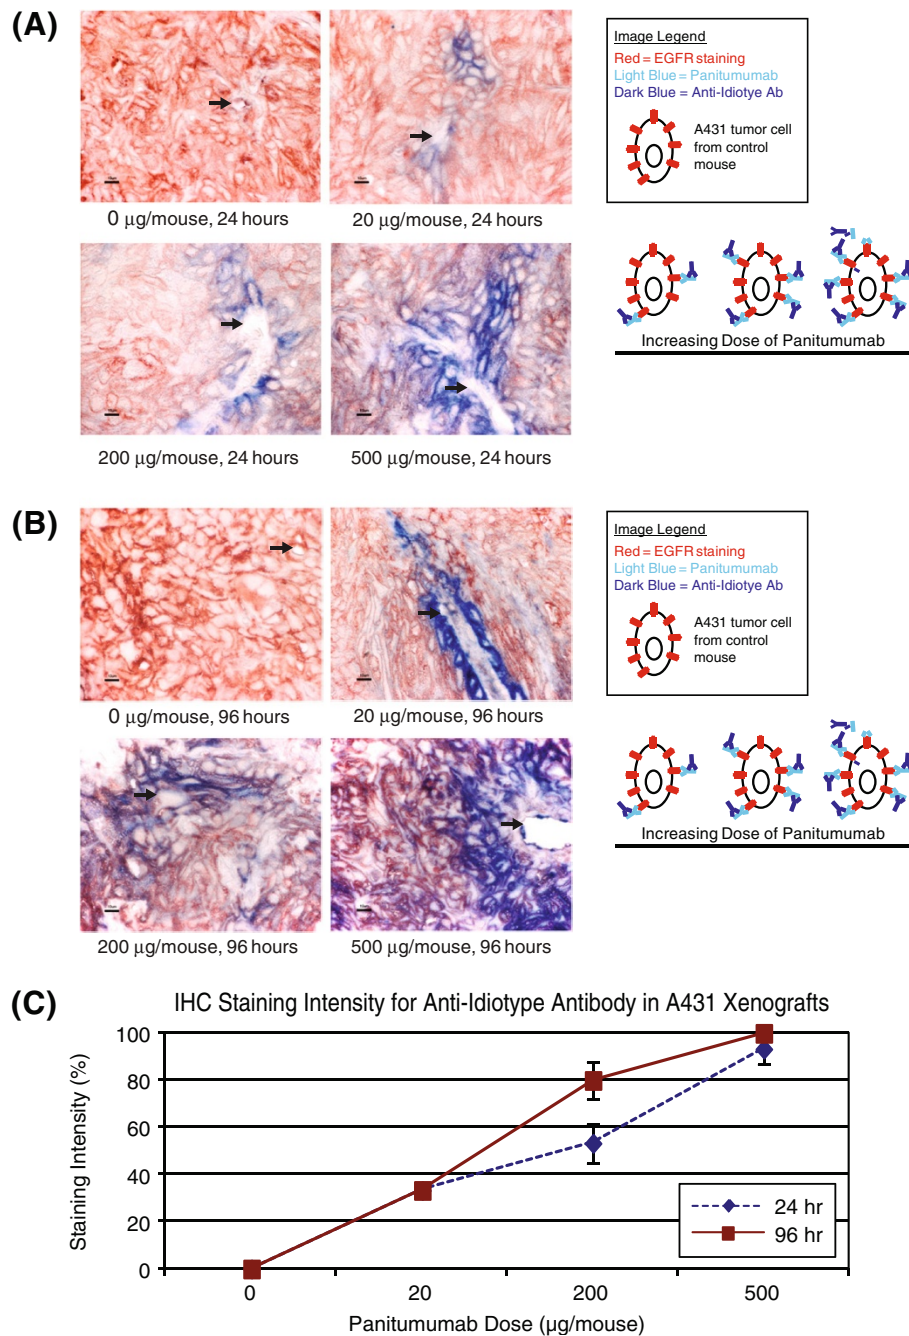 (A)
0 μg/mouse, 24 hours
20 μg/mouse, 24 hours
200 μg/mouse, 24 hours
500 μg/mouse, 24 hours
Image Legend
Red = EGFR staining
Light Blue = Panitumumab
Dark Blue = Anti-Idiotye Ab
A431 tumor cell
from control
mouse
Increasing Dose of Panitumumab
(B)
0 μg/mouse, 96 hours
20 μg/mouse, 96 hours
200 μg/mouse, 96 hours
500 μg/mouse, 96 hours
Image Legend
Red = EGFR staining
Light Blue = Panitumumab
Dark Blue = Anti-Idiotye Ab
A431 tumor cell
from control
mouse
Increasing Dose of Panitumumab
(C)
IHC Staining Intensity for Anti-Idiotype Antibody in A431 Xenografts
Staining Intensity (%)
100
80
60
40
20
0
24 hr
96 hr
0 20 200 500
Panitumumab Dose (μg/mouse)